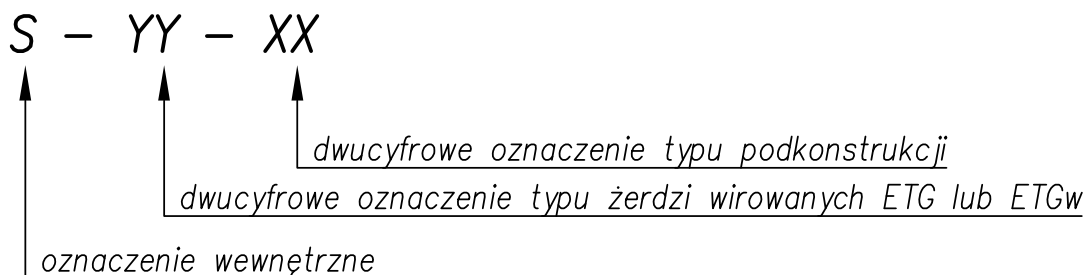 S - YY - XX
dwucyfrowe oznaczenie typu podkonstrukcji
dwucyfrowe oznaczenie typu żerdzi wirowanych ETG lub ETGw
oznaczenie wewnętrzne